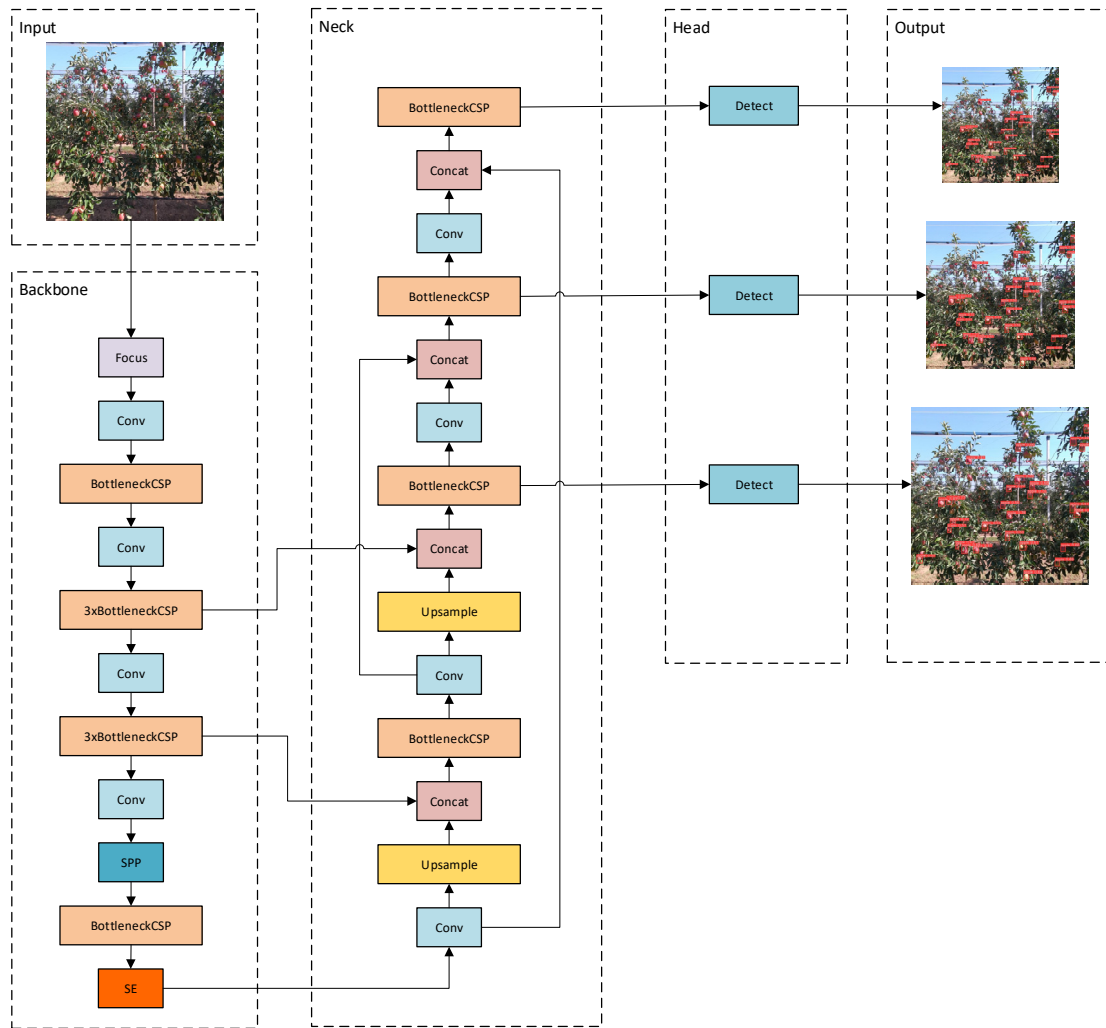 Input
Backbone
Focus
Conv
BottleneckCSP
Conv
3xBottleneckCSP
Conv
3xBottleneckCSP
Conv
SPP
BottleneckCSP
SE
Neck
BottleneckCSP
Concat
Conv
BottleneckCSP
Concat
Conv
BottleneckCSP
Concat
Upsample
Conv
BottleneckCSP
Concat
Upsample
Conv
Head
Detect
Detect
Detect
Output